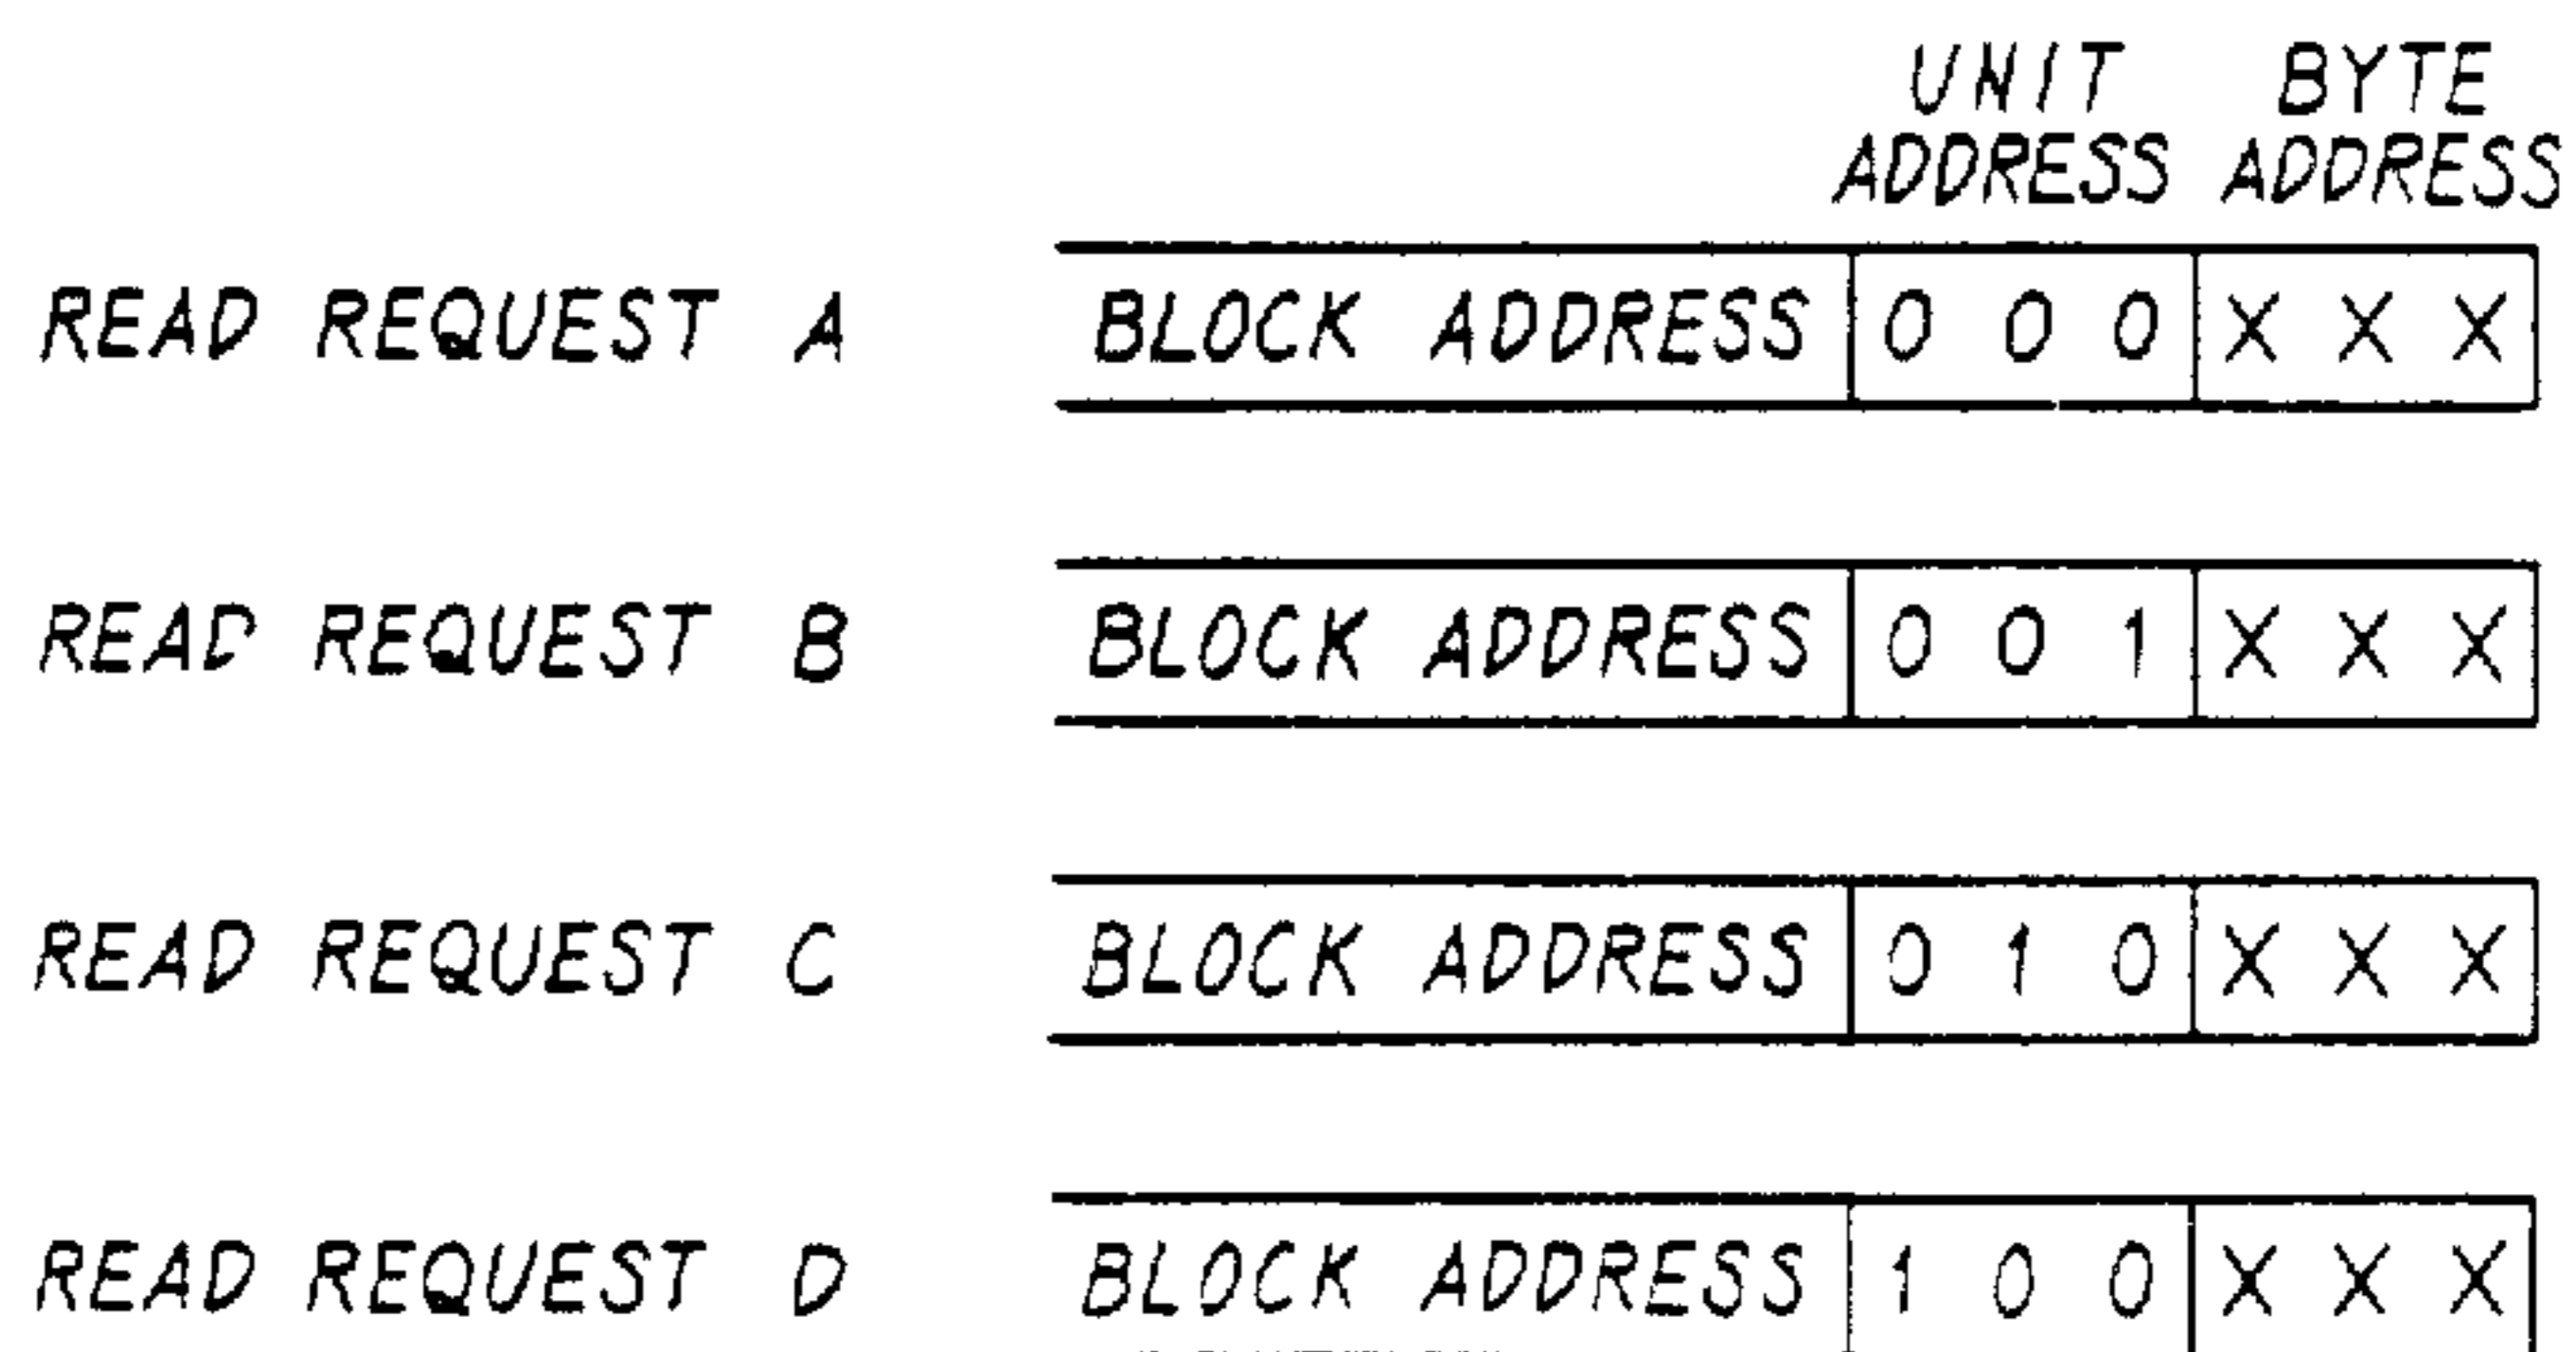 UNIT BYTE
ADDRESS ADDRESS
READ REQUEST A BLOCK ADDRESS 0 0 0 X X X
READ REQUEST B BLOCK ADDRESS 0 0 1 X X X
READ REQUEST C BLOCK ADDRESS 0 1 0 X X X
READ REQUEST D BLOCK ADDRESS 1 0 0 X X X